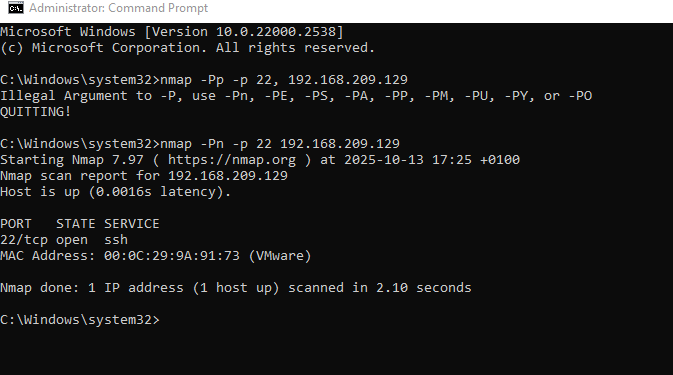 Administrator: Command Prompt
Microsoft Windows [Version 10.0.22000.2538]
(c) Microsoft Corporation. All rights reserved.
C:\Windows\system32>nmap -Pp -p 22, 192.168.209.129
Illegal Argument to -P, use -Pn, -PE, -PS, -PA, -PP, -PM, -PU, -PY, or -PO
QUITTING!
C:\Windows\system32>nmap -Pn -p 22 192.168.209.129
Starting Nmap 7.97 ( https://nmap.org ) at 2025-10-13 17:25 +0100
Nmap scan report for 192.168.209.129
Host is up (0.0016s latency).
PORT   STATE SERVICE
22/tcp open  ssh
MAC Address: 00:0C:29:9A:91:73 (VMware)
Nmap done: 1 IP address (1 host up) scanned in 2.10 seconds
C:\Windows\system32>